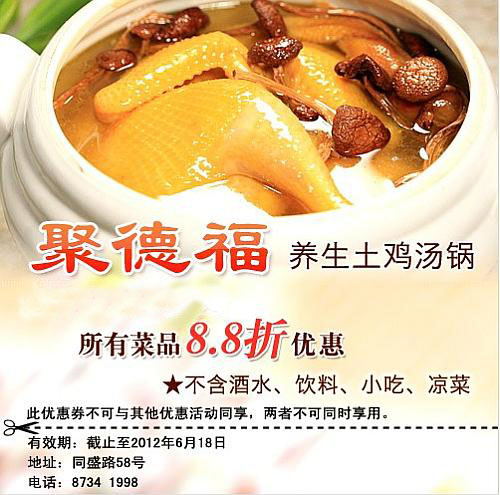 聚德福 养生土鸡汤锅
所有菜品8.8折优惠
★不含酒水、饮料、小吃、凉菜
此优惠券不可与其他优惠活动同享，两者不可同时享用。
有效期：截止至2012年6月18日
地址：同盛路58号
电话：8734 1998